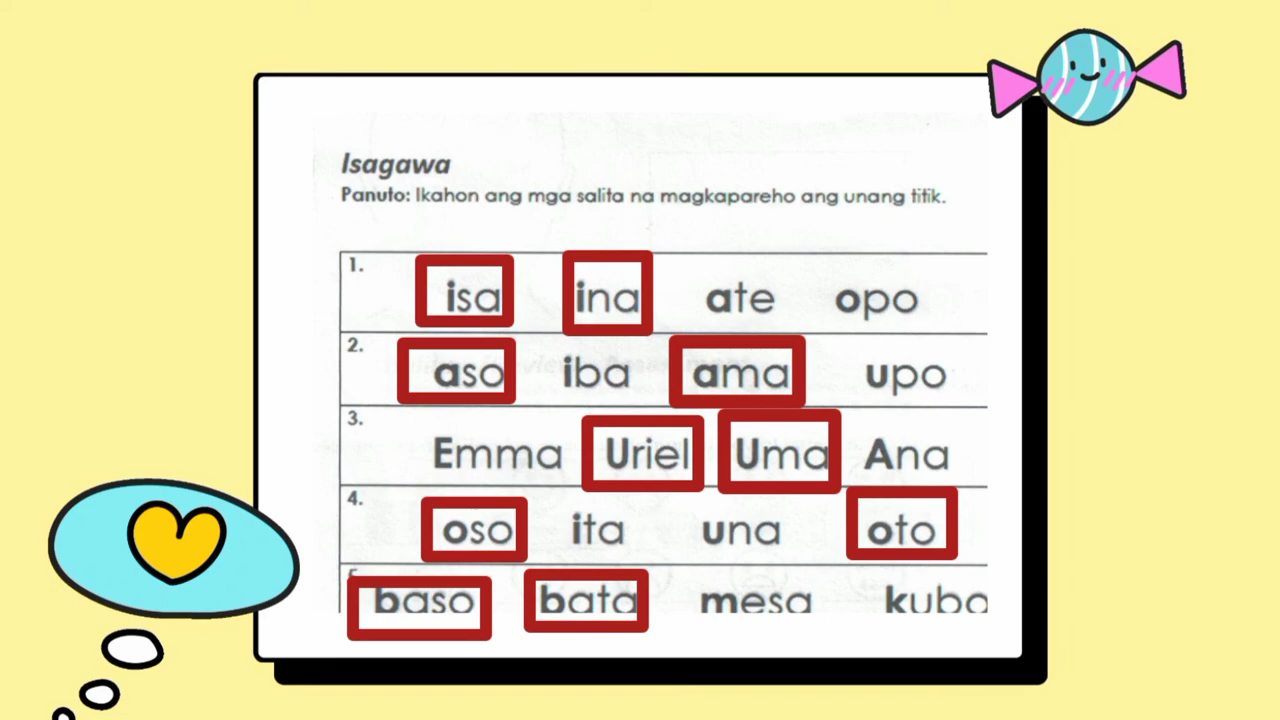 Isagawa
Panuto: Ikahon ang mga salita na magkapareho ang unang titik.
1. isa ina ate opo
2. aso iba ama upo
3. Emma Uriel Uma Ana
4. oso ita una oto
baso bata mesa kubo